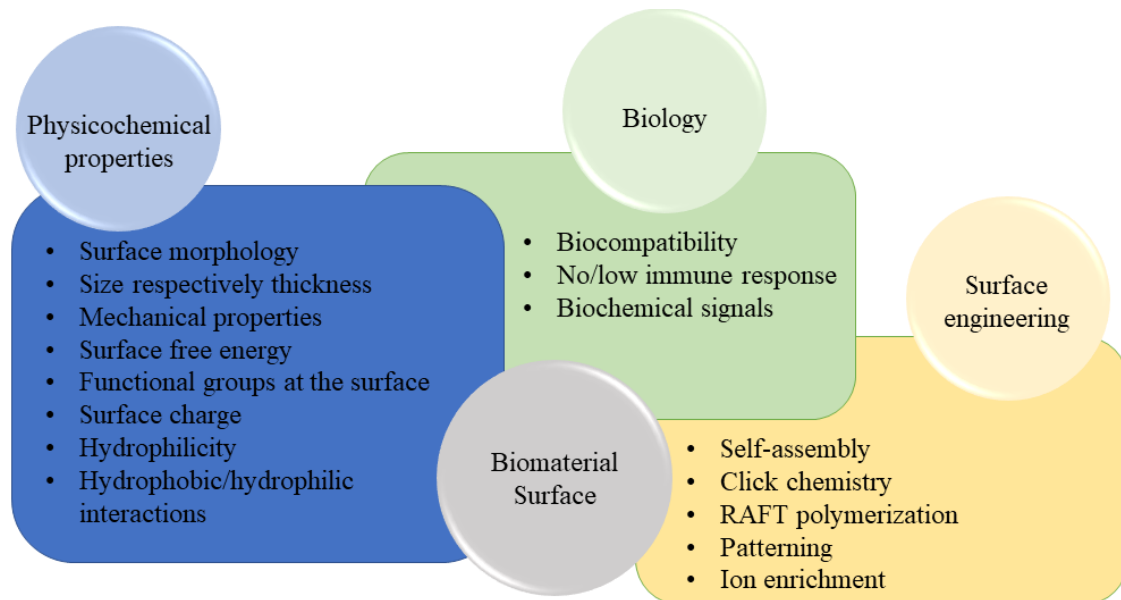 Physicochemical
properties
• Surface morphology
• Size respectively thickness
• Mechanical properties
• Surface free energy
• Functional groups at the surface
• Surface charge
• Hydrophilicity
• Hydrophobic/hydrophilic
interactions
Biology
• Biocompatibility
• No/low immune response
• Biochemical signals
Surface
engineering
• Self-assembly
• Click chemistry
• RAFT polymerization
• Patterning
• Ion enrichment
Biomaterial
Surface